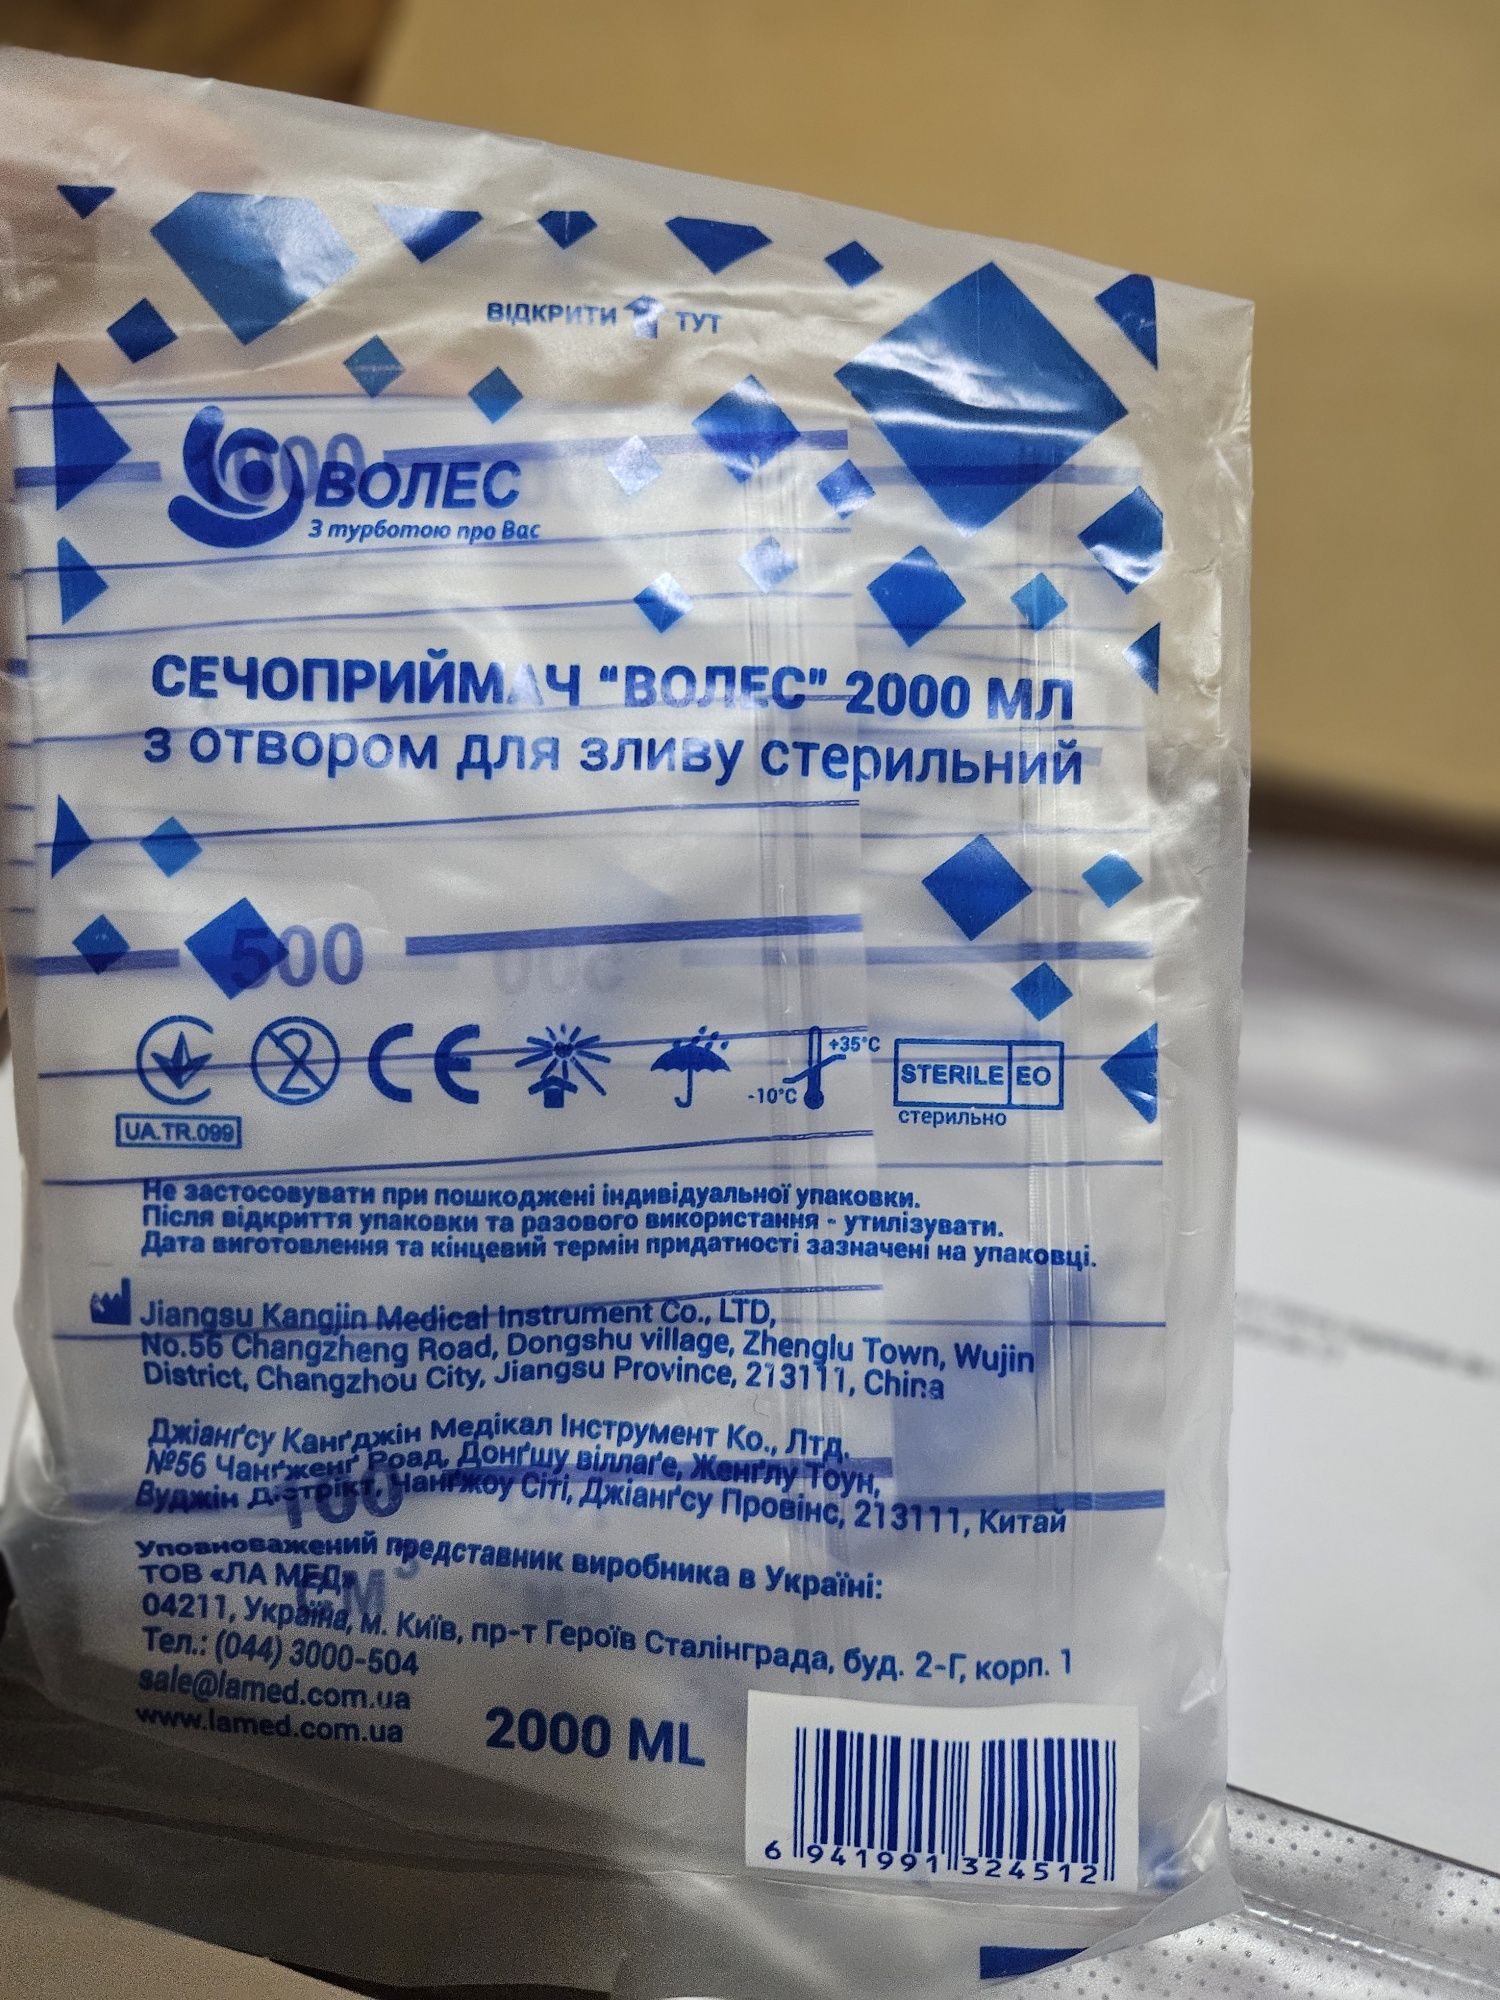 ВІДКРИТИ ТУТ
1000
ВОЛЕС
З турботою про Вас
СЕЧОПРИЙМАЧ “ВОЛЕС” 2000 МЛ
з отвором для зливу стерильний
500
2
CE
+35°C
-10°C
STERILE EO
стерильно
UA.TR.099
Не застосовувати при пошкоджені індивідуальної упаковки.
Після відкриття упаковки та разового використання - утилізувати.
Дата виготовлення та кінцевий термін придатності зазначені на упаковці.
Jiangsu Kangjin Medical Instrument Co., LTD,
No.56 Changzheng Road, Dongshu village, Zhenglu Town, Wujin
District, Changzhou City, Jiangsu Province, 213111, China
Джіанґсу Канґджін Медікал Інструмент Ко., Лтд.
№56 Чанґженґ Роад, Донґшу віллаґе, Женґлу Тоун,
Вуджін Дістрікт, Чанґжоу Сіті, Джіанґсу Провінс, 213111, Китай
100
см³
Уповноважений представник виробника в Україні:
ТОВ «ЛА МЕД»
04211, Україна, м. Київ, пр-т Героїв Сталінграда, буд. 2-Г, корп. 1
Тел.: (044) 3000-504
sale@lamed.com.ua
www.lamed.com.ua
2000 ML
6 941991 324512